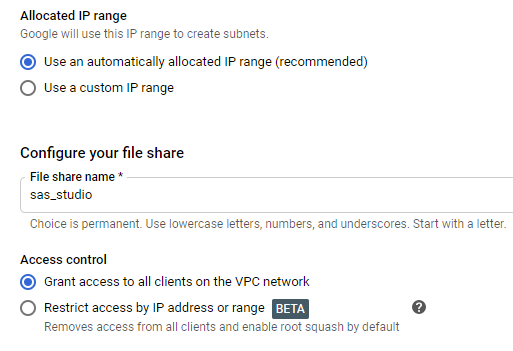 Allocated IP range
Google will use this IP range to create subnets.
Use an automatically allocated IP range (recommended)
Use a custom IP range
Configure your file share
File share name *
sas_studio
Choice is permanent. Use lowercase letters, numbers, and underscores. Start with a letter.
Access control
Grant access to all clients on the VPC network
Restrict access by IP address or range BETA ?
Removes access from all clients and enable root squash by default